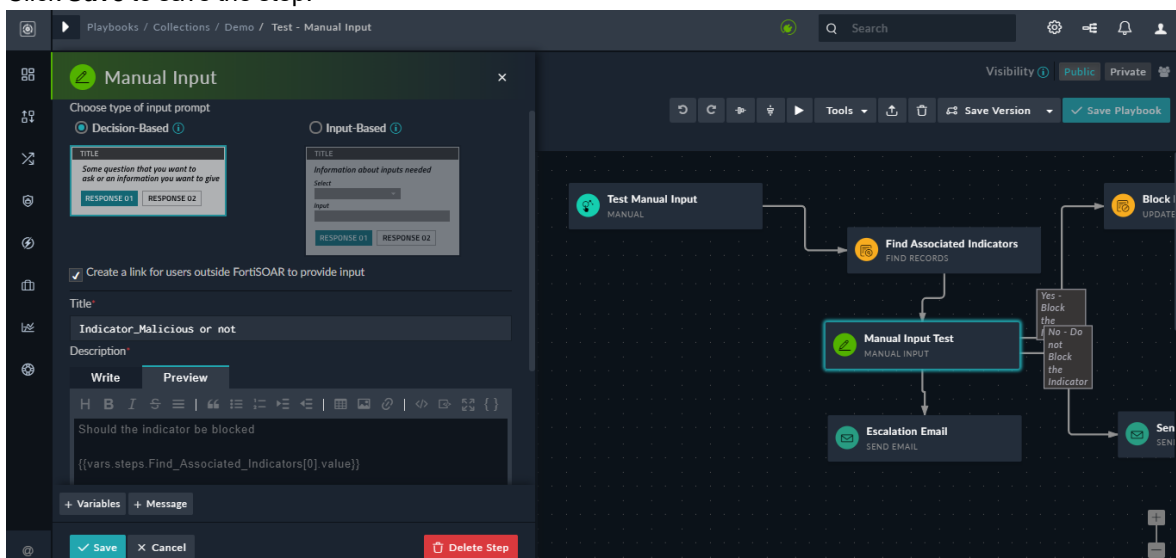 Click Save to save the step.
Playbooks / Collections / Demo / Test - Manual Input
Search
Manual Input
Visibility
Public
Private
Tools
Save Version
Save Playbook
Choose type of input prompt
Decision-Based
Input-Based
TITLE
Some question that you want to
ask or an information you want to give
RESPONSE 01
RESPONSE 02
TITLE
Information about inputs needed
Select
Input
RESPONSE 01
RESPONSE 02
Create a link for users outside FortiSOAR to provide input
Title*
Indicator_Malicious or not
Description*
Write
Preview
Should the indicator be blocked
{{vars.steps.Find_Associated_Indicators[0].value}}
+ Variables
+ Message
Save
Cancel
Delete Step
Test Manual Input
MANUAL
Find Associated Indicators
FIND RECORDS
Block
UPDATE
Yes -
Block
the
No - Do
not
Block
the
Indicator
Manual Input Test
MANUAL INPUT
Escalation Email
SEND EMAIL
Sen
SEN